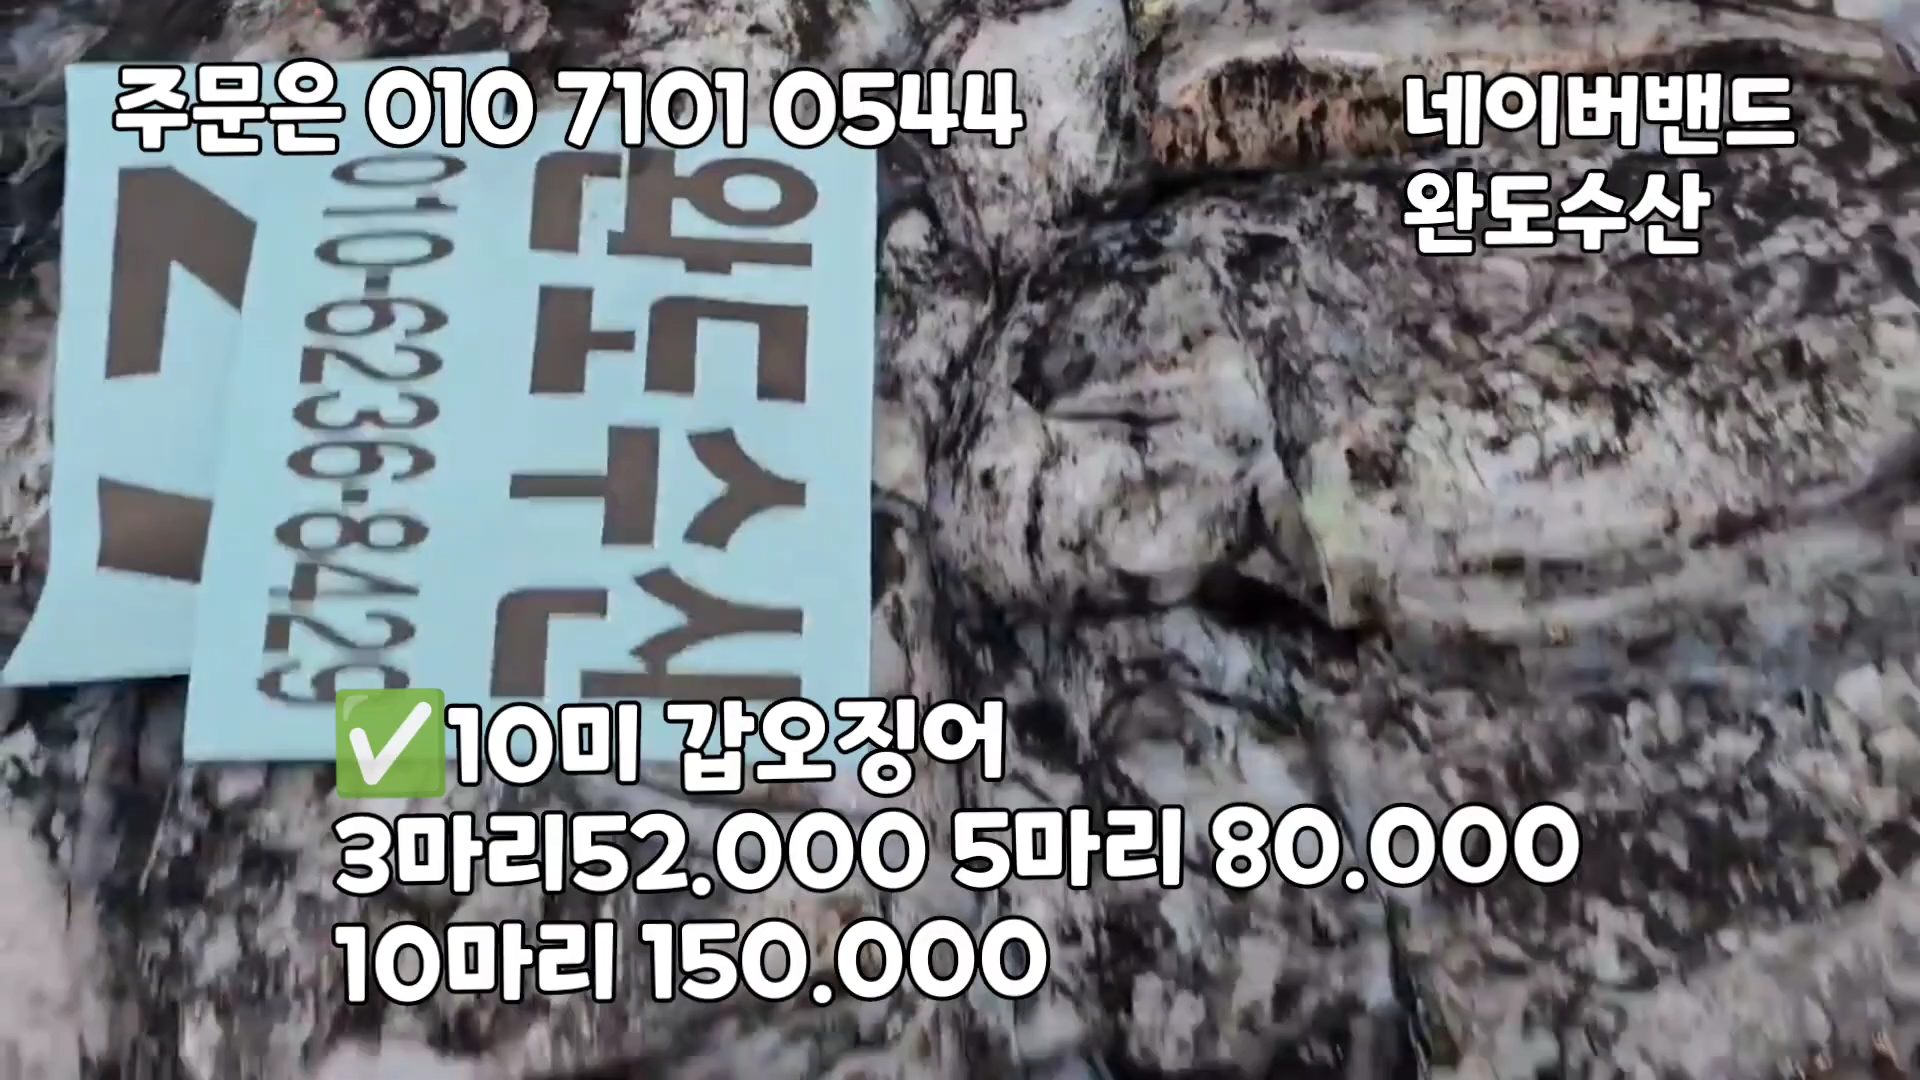 주문은 010 7101 0544
네이버밴드
완도수산
완도수산
010-6236-8429
✅10미 갑오징어
3마리52.000 5마리 80.000
10마리 150.000